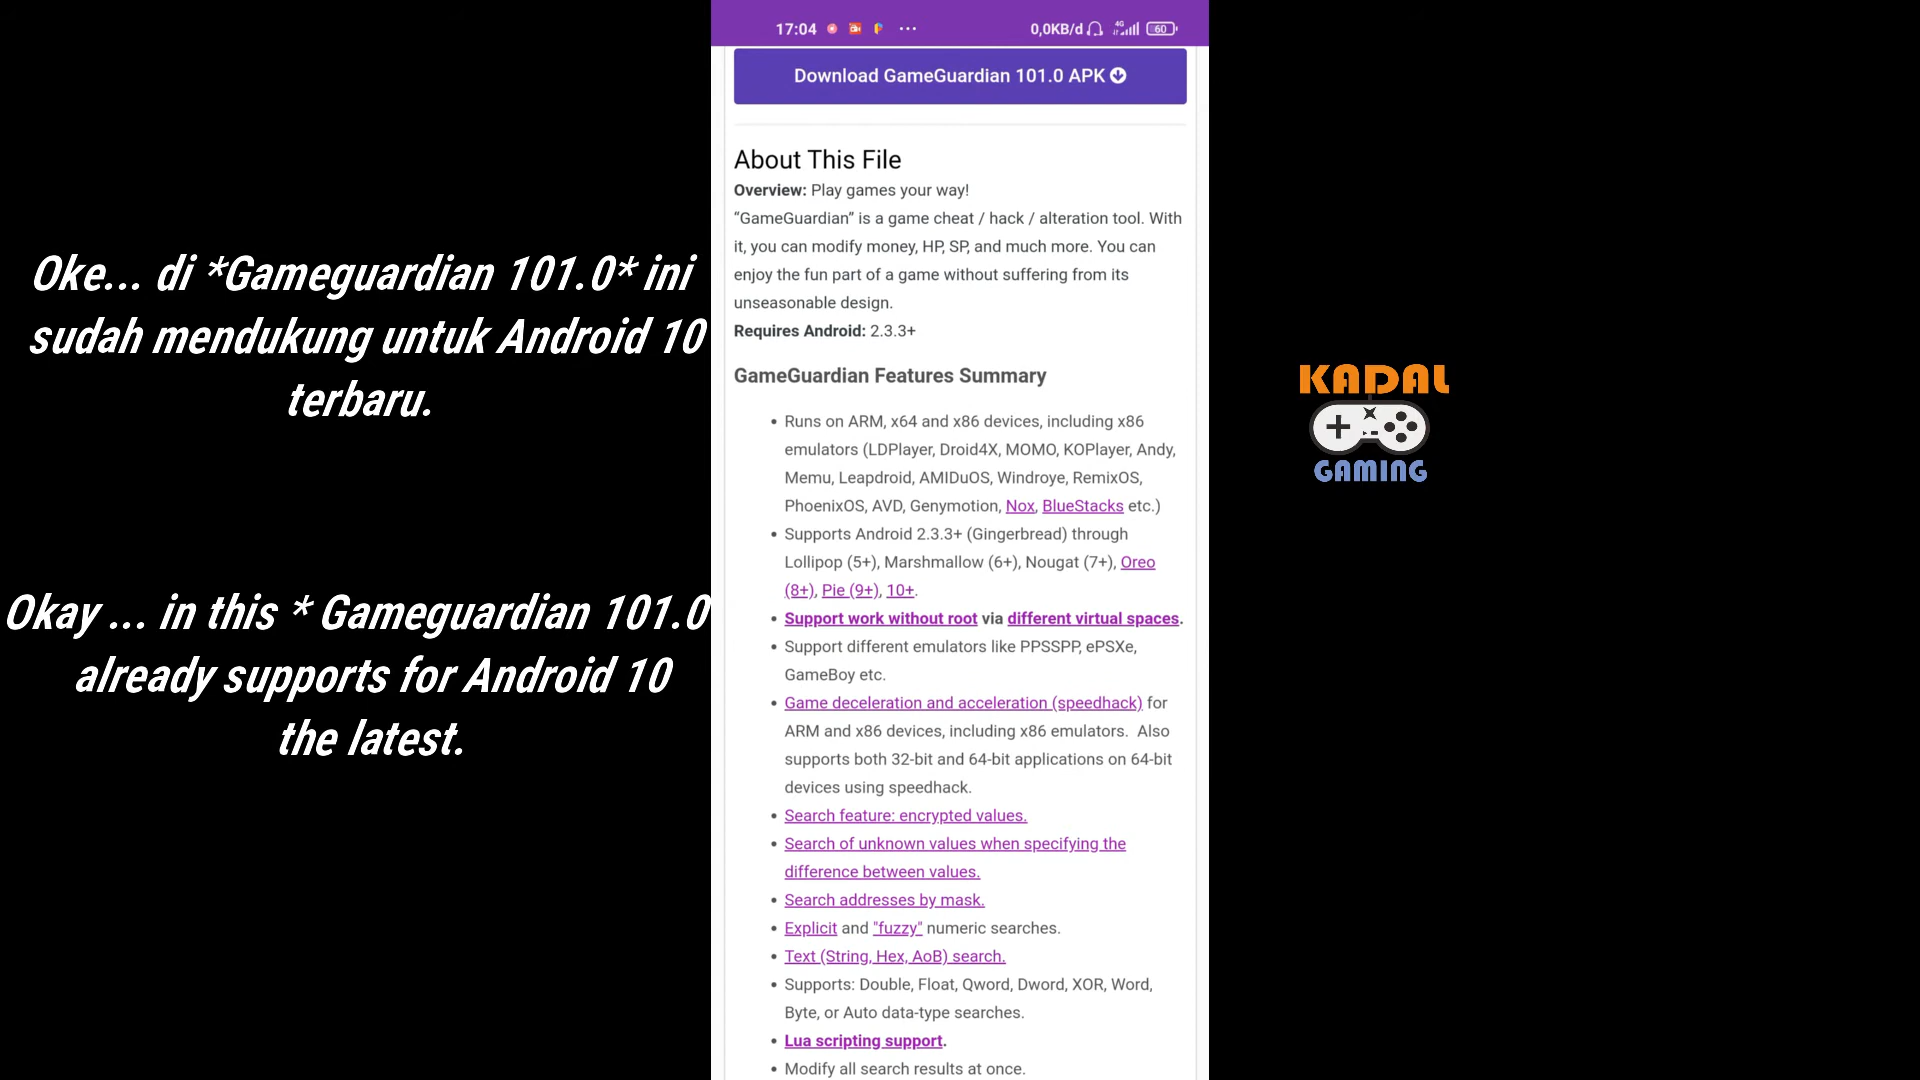 Oke... di *Gameguardian 101.0* ini
sudah mendukung untuk Android 10
terbaru.
Okay ... in this * Gameguardian 101.0
already supports for Android 10
the latest.
17:04 ... 0,0KB/d 4G 60
Download GameGuardian 101.0 APK
About This File
Overview: Play games your way!
“GameGuardian” is a game cheat / hack / alteration tool. With
it, you can modify money, HP, SP, and much more. You can
enjoy the fun part of a game without suffering from its
unseasonable design.
Requires Android: 2.3.3+
GameGuardian Features Summary
• Runs on ARM, x64 and x86 devices, including x86
emulators (LDPlayer, Droid4X, MOMO, KOPlayer, Andy,
Memu, Leapdroid, AMIDuOS, Windroye, RemixOS,
PhoenixOS, AVD, Genymotion, Nox, BlueStacks etc.)
• Supports Android 2.3.3+ (Gingerbread) through
Lollipop (5+), Marshmallow (6+), Nougat (7+), Oreo
(8+), Pie (9+), 10+.
• Support work without root via different virtual spaces.
• Support different emulators like PPSSPP, ePSXe,
GameBoy etc.
• Game deceleration and acceleration (speedhack) for
ARM and x86 devices, including x86 emulators. Also
supports both 32-bit and 64-bit applications on 64-bit
devices using speedhack.
• Search feature: encrypted values.
• Search of unknown values when specifying the
difference between values.
• Search addresses by mask.
• Explicit and "fuzzy" numeric searches.
• Text (String, Hex, AoB) search.
• Supports: Double, Float, Qword, Dword, XOR, Word,
Byte, or Auto data-type searches.
• Lua scripting support.
• Modify all search results at once.
KADAL
GAMING